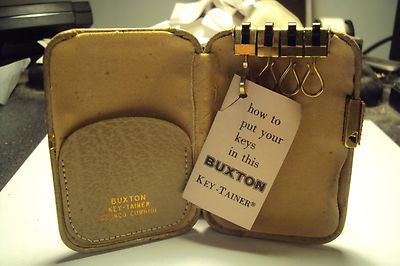 BUXTON
KEY-TAINER
how to
put your
keys
in this
BUXTON
KEY-TAINER®